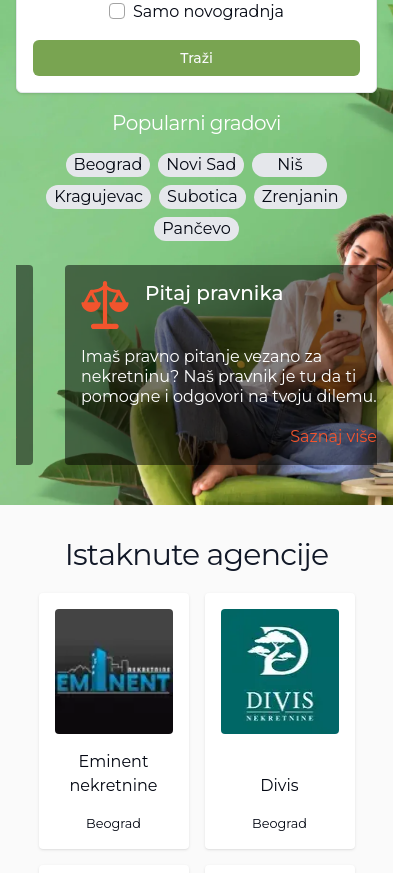 Samo novogradnja
Traži
Popularni gradovi
Beograd Novi Sad Niš
Kragujevac Subotica Zrenjanin
Pančevo
Pitaj pravnika
Imaš pravno pitanje vezano za
nekretninu? Naš pravnik je tu da ti
pomogne i odgovori na tvoju dilemu.
Saznaj više
Istaknute agencije
NEKRETNINE
EMINENT
Eminent
nekretnine
Beograd
D
DIVIS
NEKRETNINE
Divis
Beograd